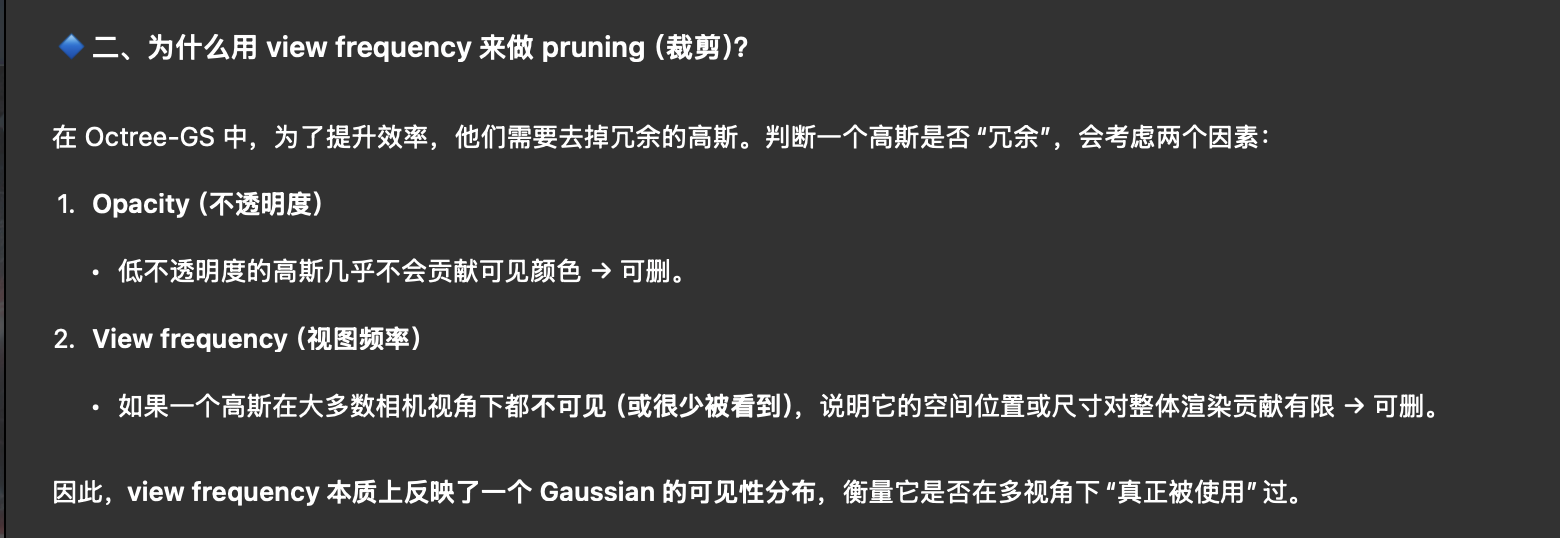 🔷 二、为什么用 view frequency 来做 pruning（裁剪）？
在 Octree-GS 中，为了提升效率，他们需要去掉冗余的高斯。判断一个高斯是否 “冗余”，会考虑两个因素：
1. Opacity（不透明度）
• 低不透明度的高斯几乎不会贡献可见颜色 → 可删。
2. View frequency（视图频率）
• 如果一个高斯在大多数相机视角下都不可见（或很少被看到），说明它的空间位置或尺寸对整体渲染贡献有限 → 可删。
因此，view frequency 本质上反映了一个 Gaussian 的可见性分布，衡量它是否在多视角下 “真正被使用” 过。